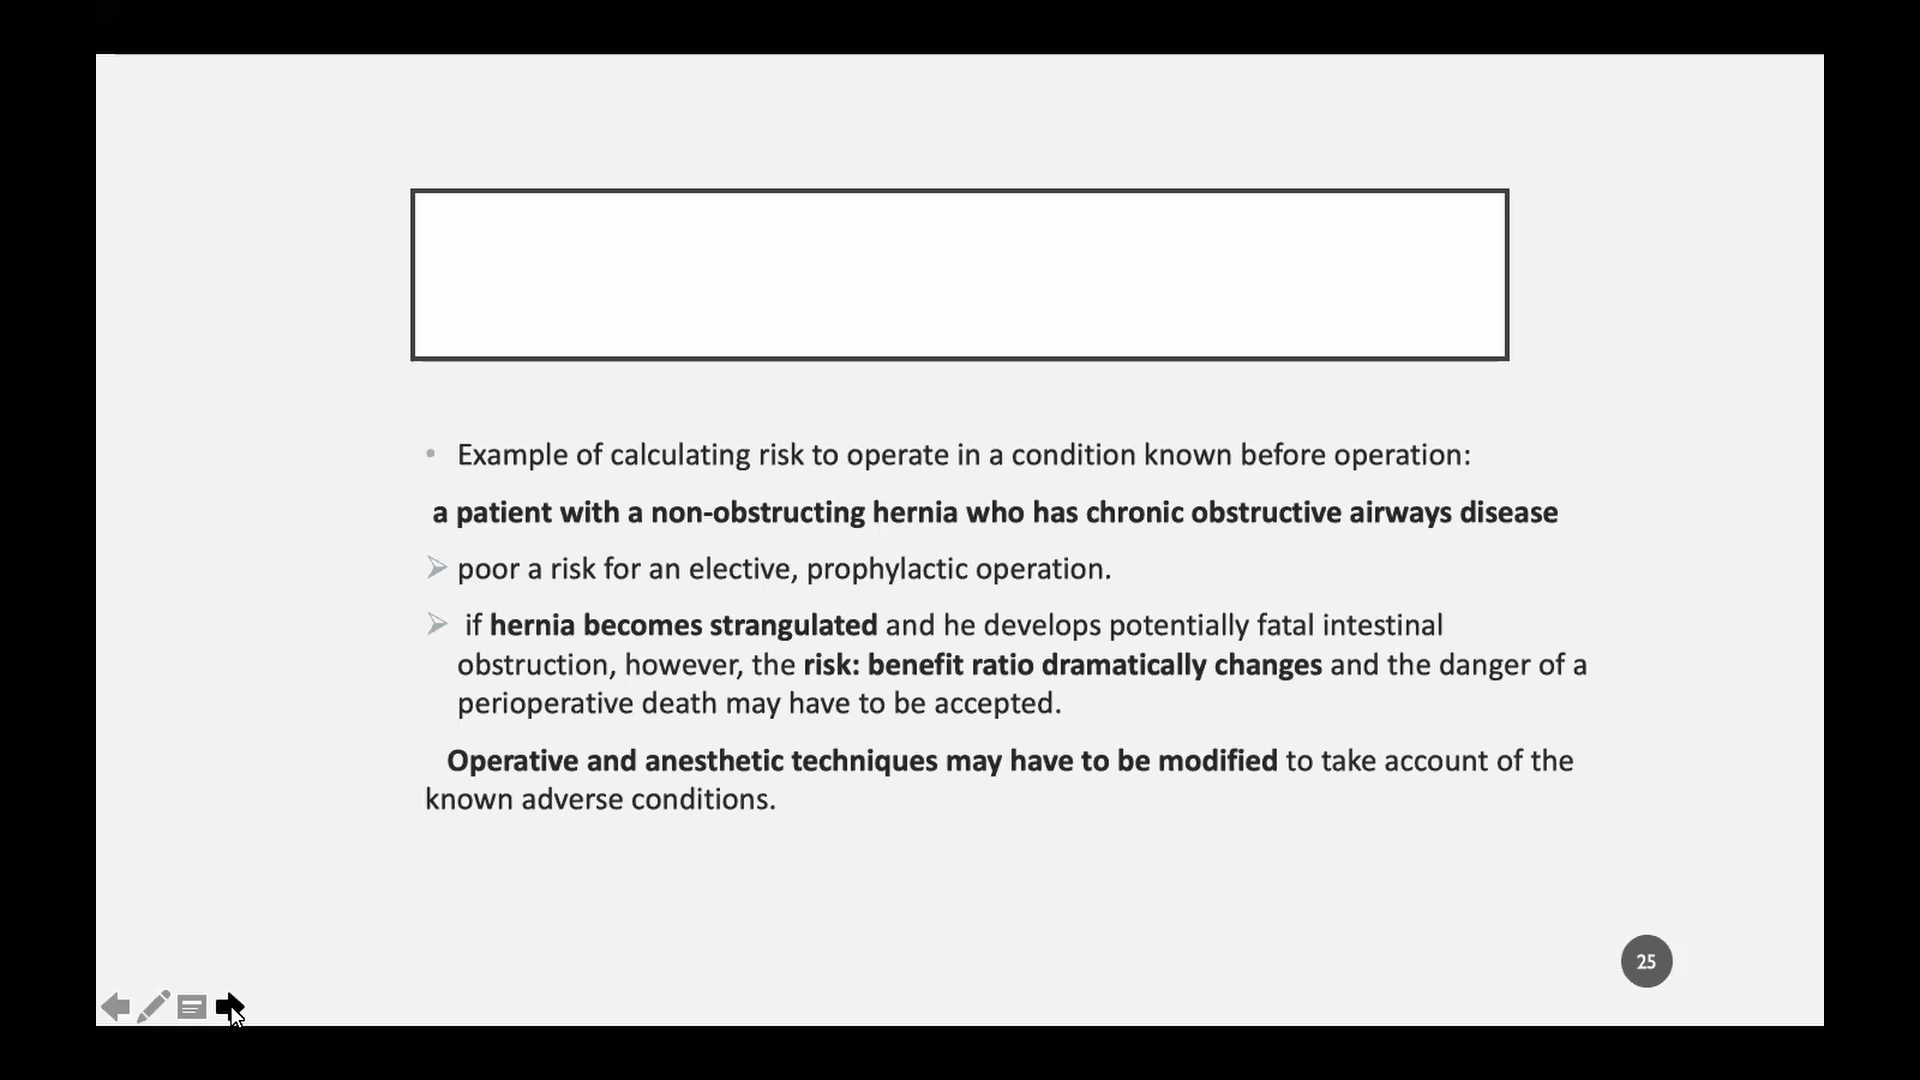 • Example of calculating risk to operate in a condition known before operation:
a patient with a non-obstructing hernia who has chronic obstructive airways disease
➢ poor a risk for an elective, prophylactic operation.
➢ if hernia becomes strangulated and he develops potentially fatal intestinal
obstruction, however, the risk: benefit ratio dramatically changes and the danger of a
perioperative death may have to be accepted.
Operative and anesthetic techniques may have to be modified to take account of the
known adverse conditions.
25